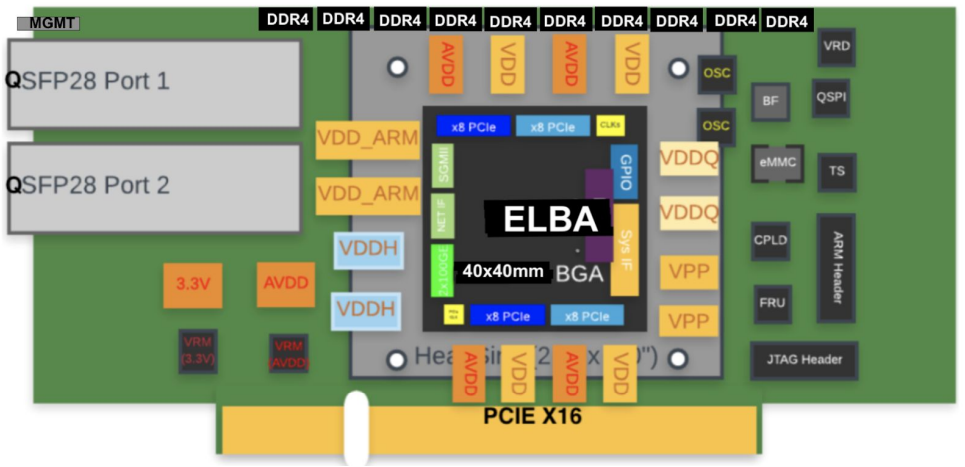 MGMT
DDR4 DDR4 DDR4 DDR4 DDR4 DDR4 DDR4 DDR4 DDR4 DDR4
QSFP28 Port 1
QSFP28 Port 2
AVDD
VDD
AVDD
VDD
VDD_ARM
VDD_ARM
VDDH
VDDH
3.3V
AVDD
VRM
(3.3V)
VRM
(AVDD)
x8 PCIe
x8 PCIe
CLKs
SGMII
NET IF
2x100GE
GPIO
Sys IF
ELBA
40x40mm
BGA
x8 PCIe
x8 PCIe
OSC
OSC
VDDQ
VDDQ
VPP
VPP
VRD
BF
QSPI
eMMC
TS
CPLD
FRU
ARM Header
JTAG Header
AVDD
VDD
AVDD
VDD
PCIE X16